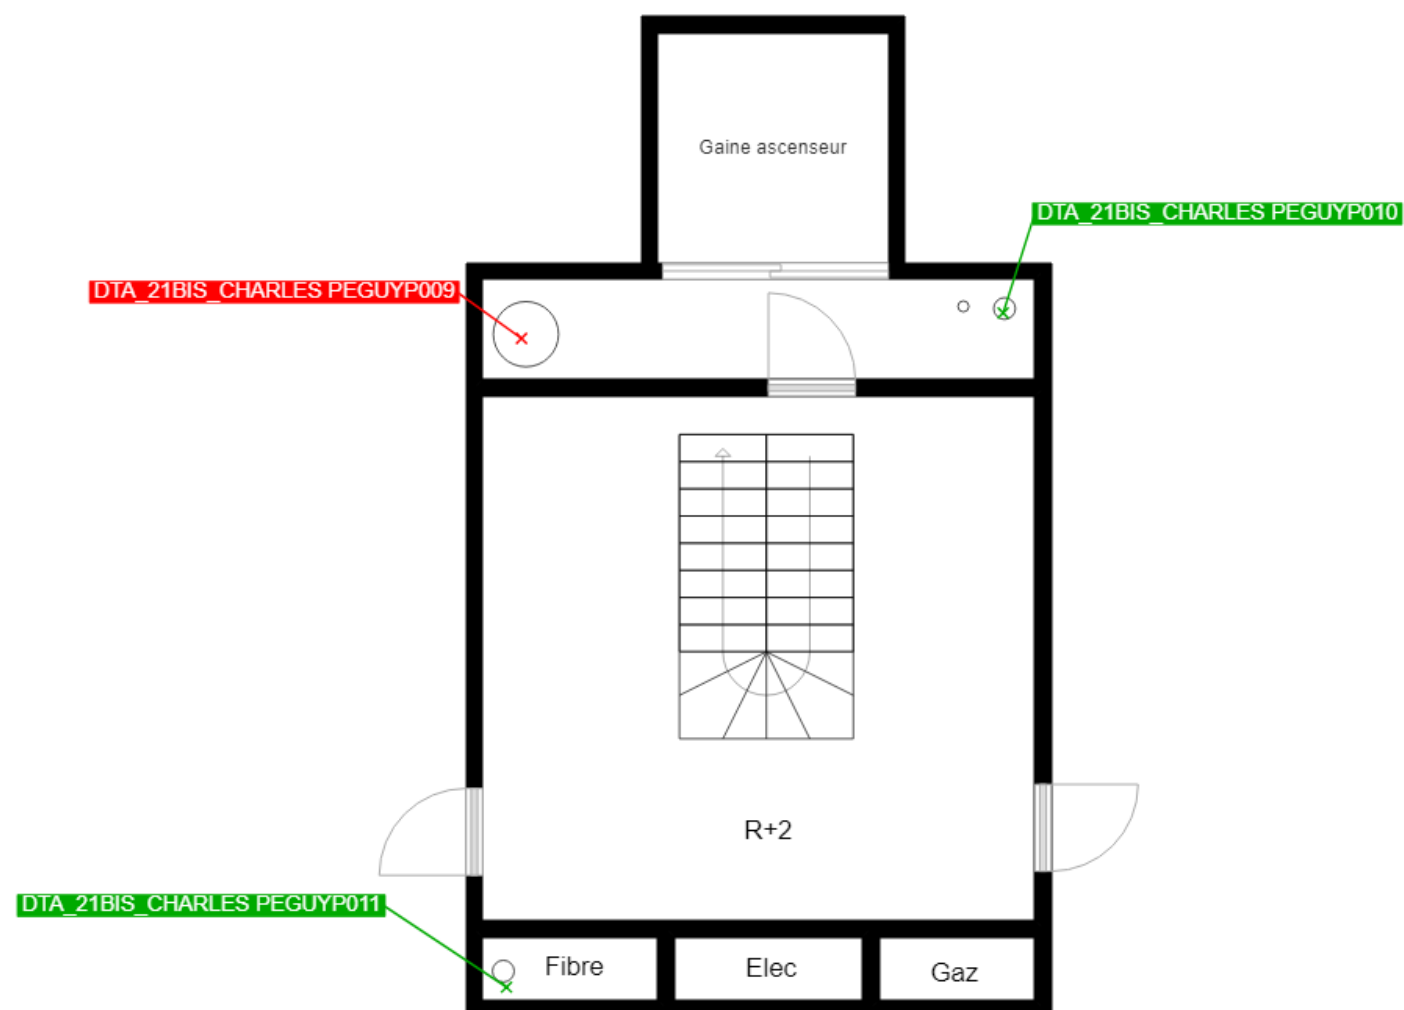 Gaine ascenseur
DTA_21BIS_CHARLES PEGUYP010
DTA_21BIS_CHARLES PEGUYP009
R+2
DTA_21BIS_CHARLES PEGUYP011
Fibre
Elec
Gaz